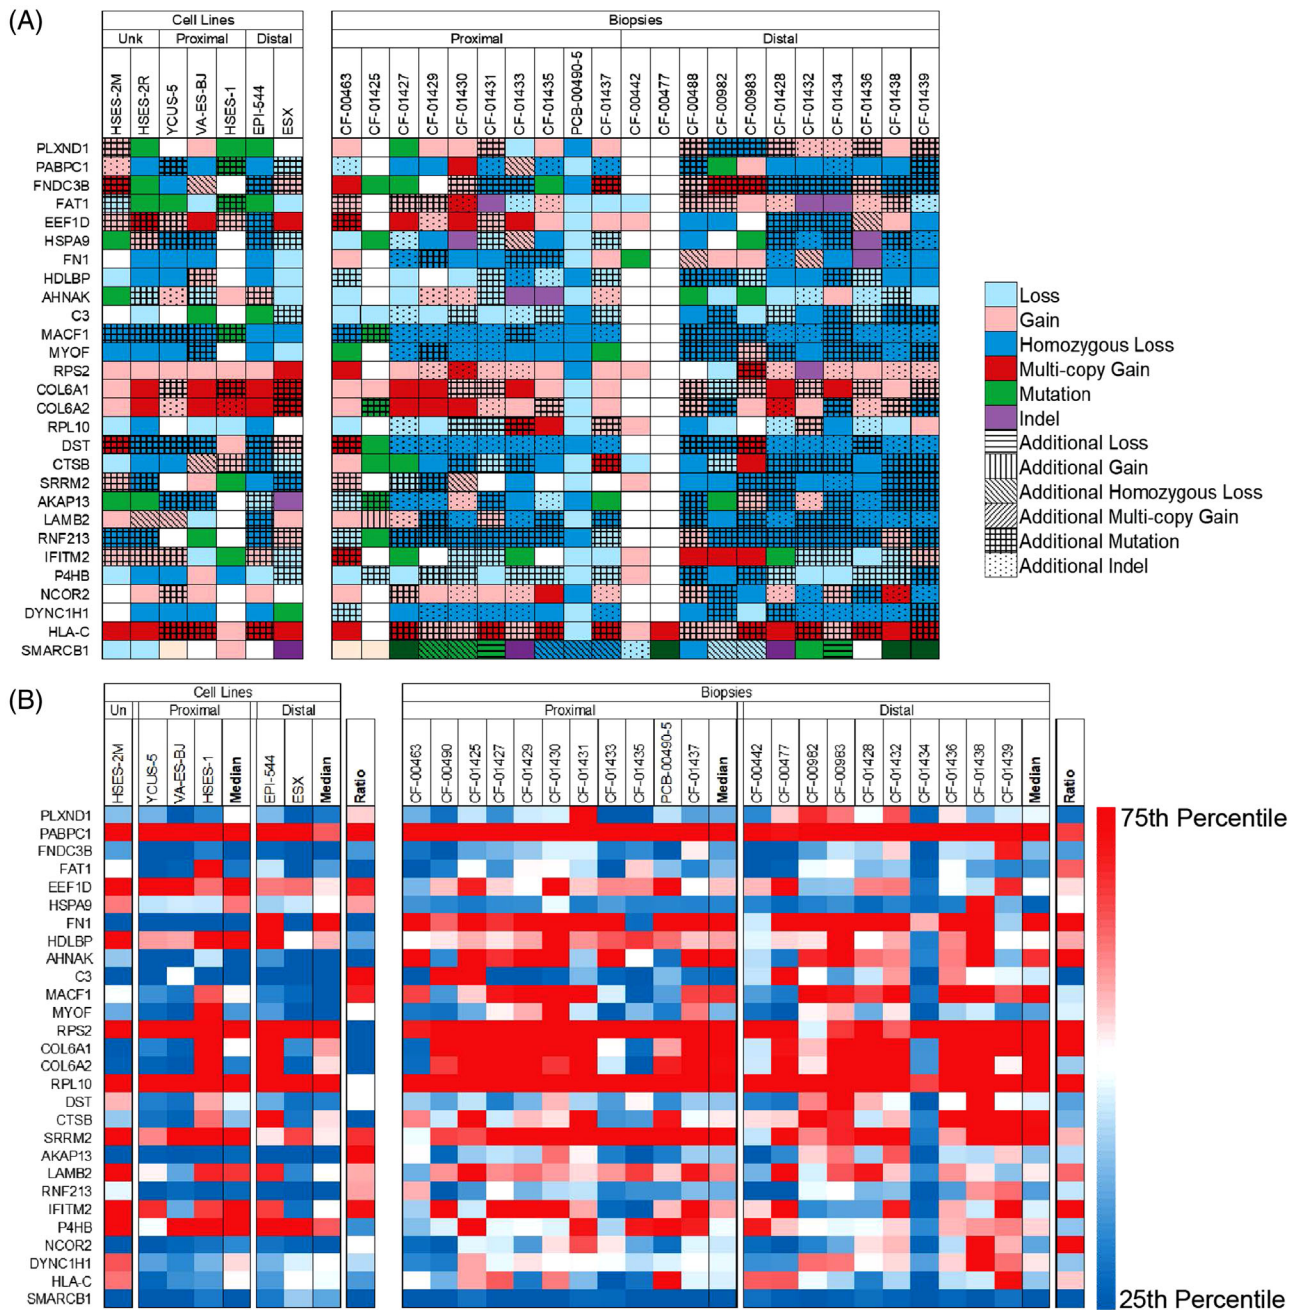 (A)
Cell Lines
Biopsies
Unk
Proximal
Distal
Proximal
Distal
HSES-2M
HSES-2R
YCUS-5
VA-ES-BJ
HSES-1
EPI-544
ESX
CF-00463
CF-01425
CF-01427
CF-01429
CF-01430
CF-01431
CF-01433
CF-01435
PCB-00490-5
CF-01437
CF-00442
CF-00477
CF-00488
CF-00982
CF-00983
CF-01428
CF-01432
CF-01434
CF-01436
CF-01438
CF-01439
PLXND1
PABPC1
FNDC3B
FAT1
EEF1D
HSPA9
FN1
HDLBP
AHNAK
C3
MACF1
MYOF
RPS2
COL6A1
COL6A2
RPL10
DST
CTSB
SRRM2
AKAP13
LAMB2
RNF213
IFITM2
P4HB
NCOR2
DYNC1H1
HLA-C
SMARCB1
Loss
Gain
Homozygous Loss
Multi-copy Gain
Mutation
Indel
Additional Loss
Additional Gain
Additional Homozygous Loss
Additional Multi-copy Gain
Additional Mutation
Additional Indel
(B)
Cell Lines
Biopsies
Un
Proximal
Distal
Proximal
Distal
HSES-2M
YCUS-5
VA-ES-BJ
HSES-1
Median
EPI-544
ESX
Median
Ratio
CF-00463
CF-00490
CF-01425
CF-01427
CF-01429
CF-01430
CF-01431
CF-01433
CF-01435
PCB-00490-5
CF-01437
Median
CF-00442
CF-00477
CF-00982
CF-00983
CF-01428
CF-01432
CF-01434
CF-01436
CF-01438
CF-01439
Median
Ratio
PLXND1
PABPC1
FNDC3B
FAT1
EEF1D
HSPA9
FN1
HDLBP
AHNAK
C3
MACF1
MYOF
RPS2
COL6A1
COL6A2
RPL10
DST
CTSB
SRRM2
AKAP13
LAMB2
RNF213
IFITM2
P4HB
NCOR2
DYNC1H1
HLA-C
SMARCB1
75th Percentile
25th Percentile